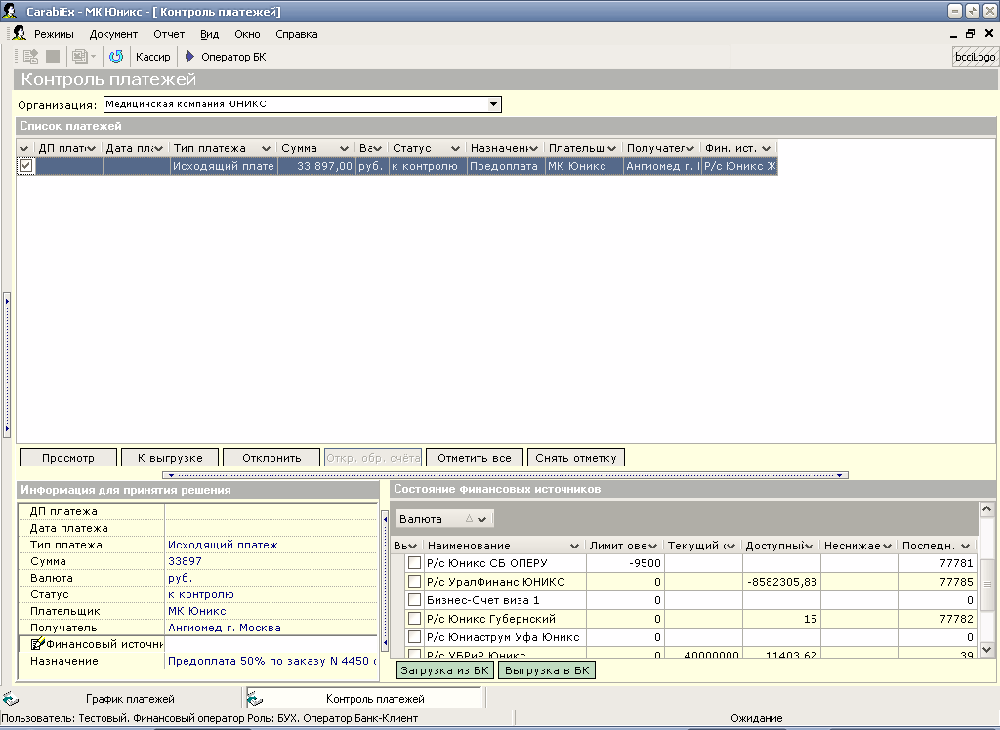 CarabiEx - МК Юникс - [ Контроль платежей]
Режимы Документ Отчет Вид Окно Справка
Кассир Оператор БК bcciLogo
Контроль платежей
Организация: Медицинская компания ЮНИКС
Список платежей
ДП плат Дата пла Тип платежа Сумма Ва Статус Назначен Плательщ Получател Фин. ист.
Исходящий плате 33 897,00 руб. к контролю Предоплата МК Юникс Ангиомед г. Р/с Юникс Ж
Просмотр К выгрузке Отклонить Откр. обр. счёта Отметить все Снять отметку
Информация для принятия решения
ДП платежа
Дата платежа
Тип платежа Исходящий платеж
Сумма 33897
Валюта руб.
Статус к контролю
Плательщик МК Юникс
Получатель Ангиомед г. Москва
Финансовый источни
Назначение Предоплата 50% по заказу N 4450 с
Состояние финансовых источников
Валюта
Вы Наименование Лимит ове Текущий ( Доступный Неснижае Последн.
Р/с Юникс СБ ОПЕРУ -9500 77781
Р/с УралФинанс ЮНИКС 0 -8582305,88 77785
Бизнес-Счет виза 1 0 0
Р/с Юникс Губернский 0 15 77782
Р/с Юниаструм Уфа Юникс 0 0
Р/с УБРиР Юникс 0 40000000 11403,62 39
Загрузка из БК Выгрузка в БК
График платежей Контроль платежей
Пользователь: Тестовый. Финансовый оператор Роль: БУХ. Оператор Банк-Клиент Ожидание